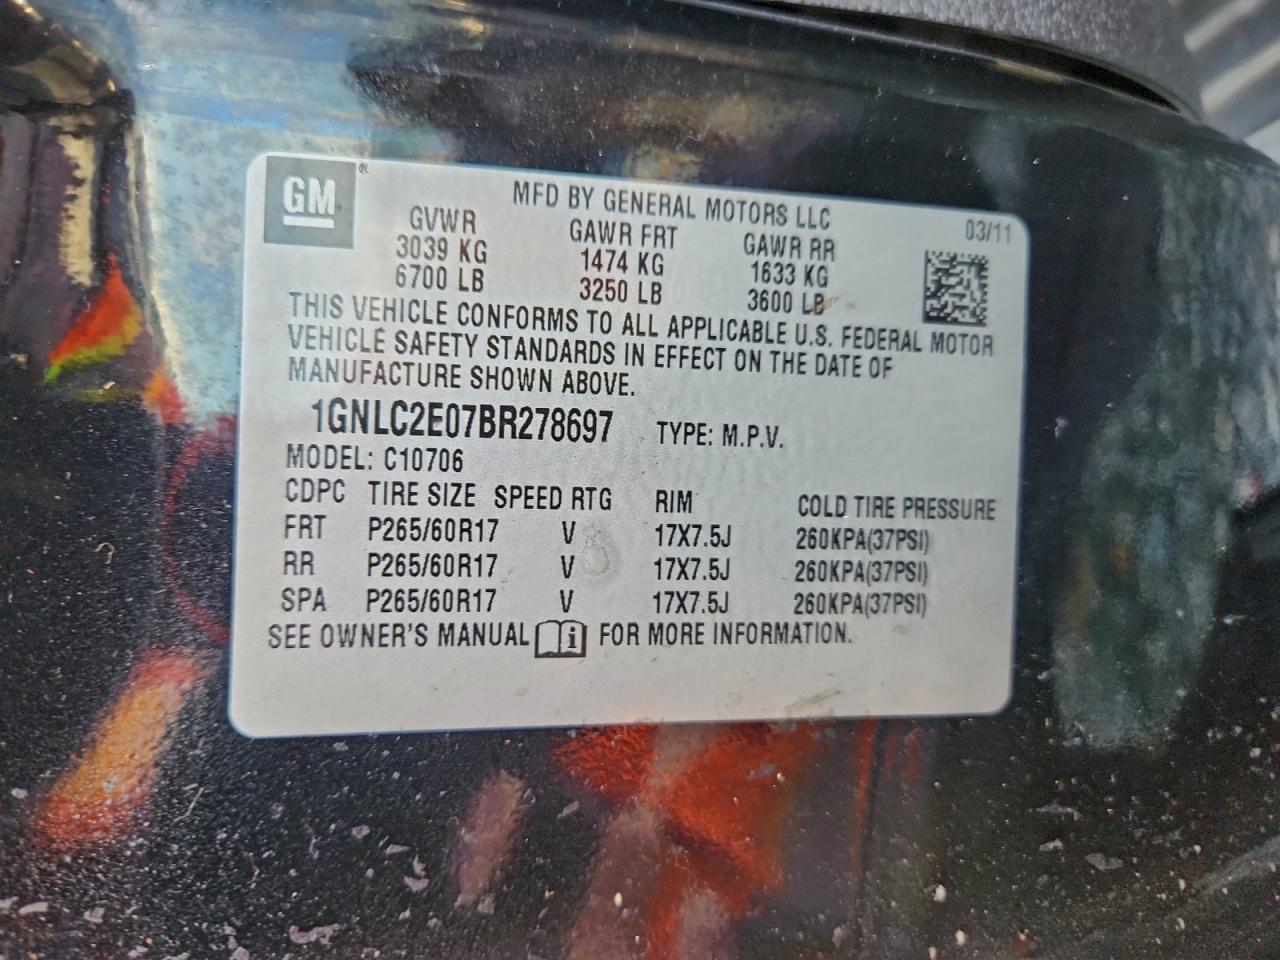 GM ®
MFD BY GENERAL MOTORS LLC
03/11
GVWR GAWR FRT GAWR RR
3039 KG 1474 KG 1633 KG
6700 LB 3250 LB 3600 LB
THIS VEHICLE CONFORMS TO ALL APPLICABLE U.S. FEDERAL MOTOR
VEHICLE SAFETY STANDARDS IN EFFECT ON THE DATE OF
MANUFACTURE SHOWN ABOVE.
1GNLC2E07BR278697 TYPE: M.P.V.
MODEL: C10706
CDPC TIRE SIZE SPEED RTG RIM COLD TIRE PRESSURE
FRT P265/60R17 V 17X7.5J 260KPA(37PSI)
RR P265/60R17 V 17X7.5J 260KPA(37PSI)
SPA P265/60R17 V 17X7.5J 260KPA(37PSI)
SEE OWNER'S MANUAL i FOR MORE INFORMATION.